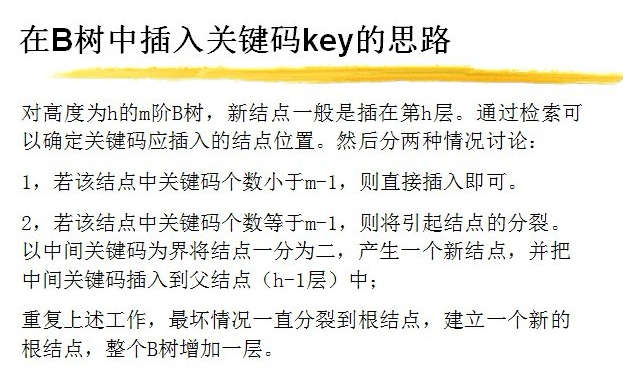 在B树中插入关键码key的思路
对高度为h的m阶B树，新结点一般是插在第h层。通过检索可
以确定关键码应插入的结点位置。然后分两种情况讨论：
1，若该结点中关键码个数小于m-1，则直接插入即可。
2，若该结点中关键码个数等于m-1，则将引起结点的分裂。
以中间关键码为界将结点一分为二，产生一个新结点，并把
中间关键码插入到父结点（h-1层）中；
重复上述工作，最坏情况一直分裂到根结点，建立一个新的
根结点，整个B树增加一层。